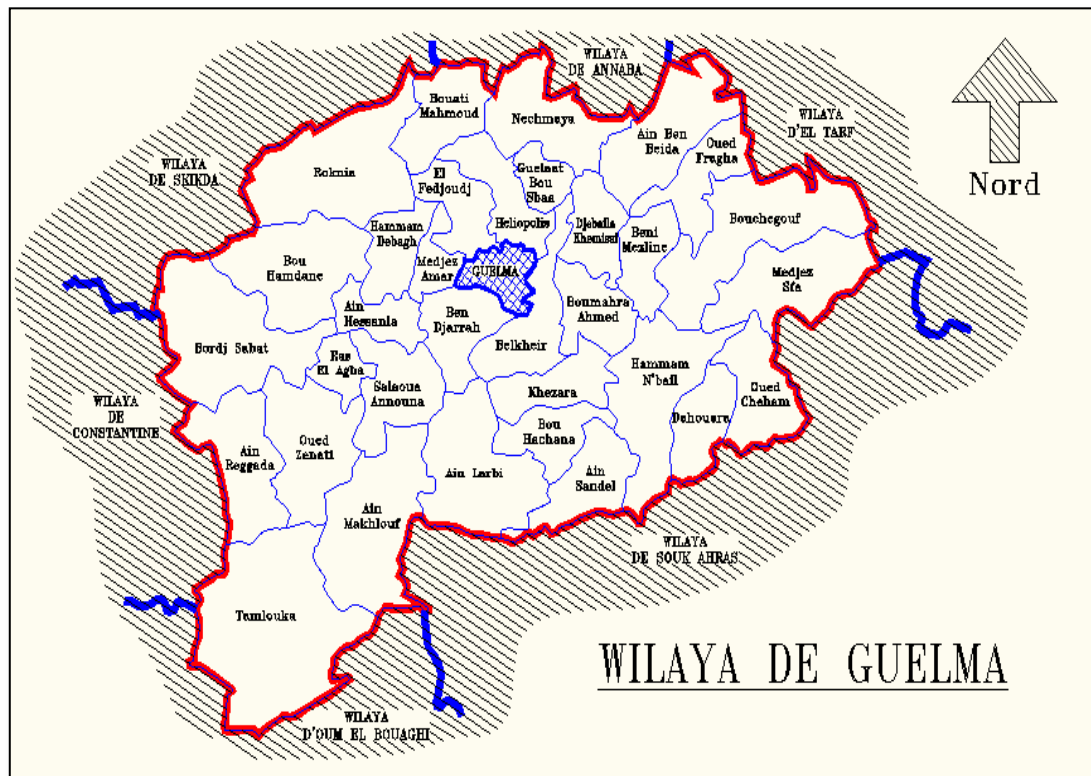 WILAYA
DE ANNABA
WILAYA
D'EL TARF
WILAYA
DE SKIKDA
Nord
Bouati
Mahmoud
Nechmaya
Ain Ben
Beida
Oued
Fragha
Roknia
El
Fedjoudj
Guelaat
Bou
Sbaa
Bouchegouf
Hammam
Debagh
Heliopolis
Djeballa
Khemissi
Beni
Mezline
Bou
Hamdane
Medjez
Amar
GUELMA
Medjez
Sfa
Ain
Hessania
Ben
Djarrah
Boumahra
Ahmed
Bordj Sabat
Ras
El Agba
Belkheir
Salaoua
Announa
Khezara
Hammam
N'bail
Oued
Cheham
WILAYA
DE
CONSTANTINE
Dahouara
Ain
Reggada
Oued
Zenati
Bou
Hachana
Ain Larbi
Ain
Sandel
Ain
Makhlouf
WILAYA
DE SOUK AHRAS
Tamlouka
WILAYA DE GUELMA
WILAYA
D'OUM EL BOUAGHI